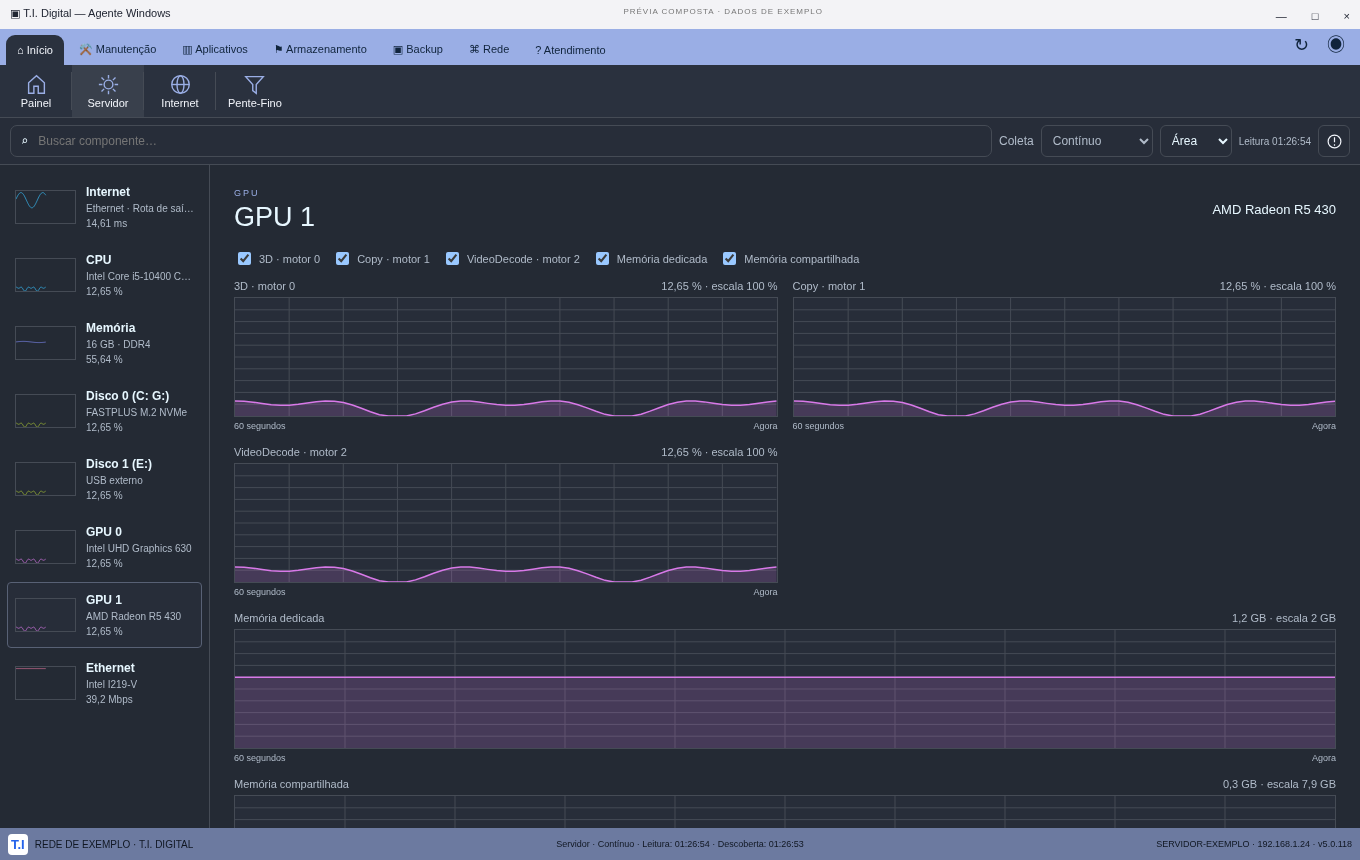 T.I. Digital — Agente Windows
PRÉVIA COMPOSTA · DADOS DE EXEMPLO
Início
Manutenção
Aplicativos
Armazenamento
Backup
Rede
? Atendimento
Painel
Servidor
Internet
Pente-Fino
Buscar componente…
Coleta
Contínuo
Área
Leitura 01:26:54
Internet
Ethernet · Rota de saí…
14,61 ms
CPU
Intel Core i5-10400 C…
12,65 %
Memória
16 GB · DDR4
55,64 %
Disco 0 (C: G:)
FASTPLUS M.2 NVMe
12,65 %
Disco 1 (E:)
USB externo
12,65 %
GPU 0
Intel UHD Graphics 630
12,65 %
GPU 1
AMD Radeon R5 430
12,65 %
Ethernet
Intel I219-V
39,2 Mbps
GPU
GPU 1
AMD Radeon R5 430
3D · motor 0
Copy · motor 1
VideoDecode · motor 2
Memória dedicada
Memória compartilhada
3D · motor 0
12,65 % · escala 100 %
60 segundos
Agora
Copy · motor 1
12,65 % · escala 100 %
60 segundos
Agora
VideoDecode · motor 2
12,65 % · escala 100 %
60 segundos
Agora
Memória dedicada
1,2 GB · escala 2 GB
60 segundos
Agora
Memória compartilhada
0,3 GB · escala 7,9 GB
T.I
REDE DE EXEMPLO · T.I. DIGITAL
Servidor · Contínuo · Leitura: 01:26:54 · Descoberta: 01:26:53
SERVIDOR-EXEMPLO · 192.168.1.24 · v5.0.118